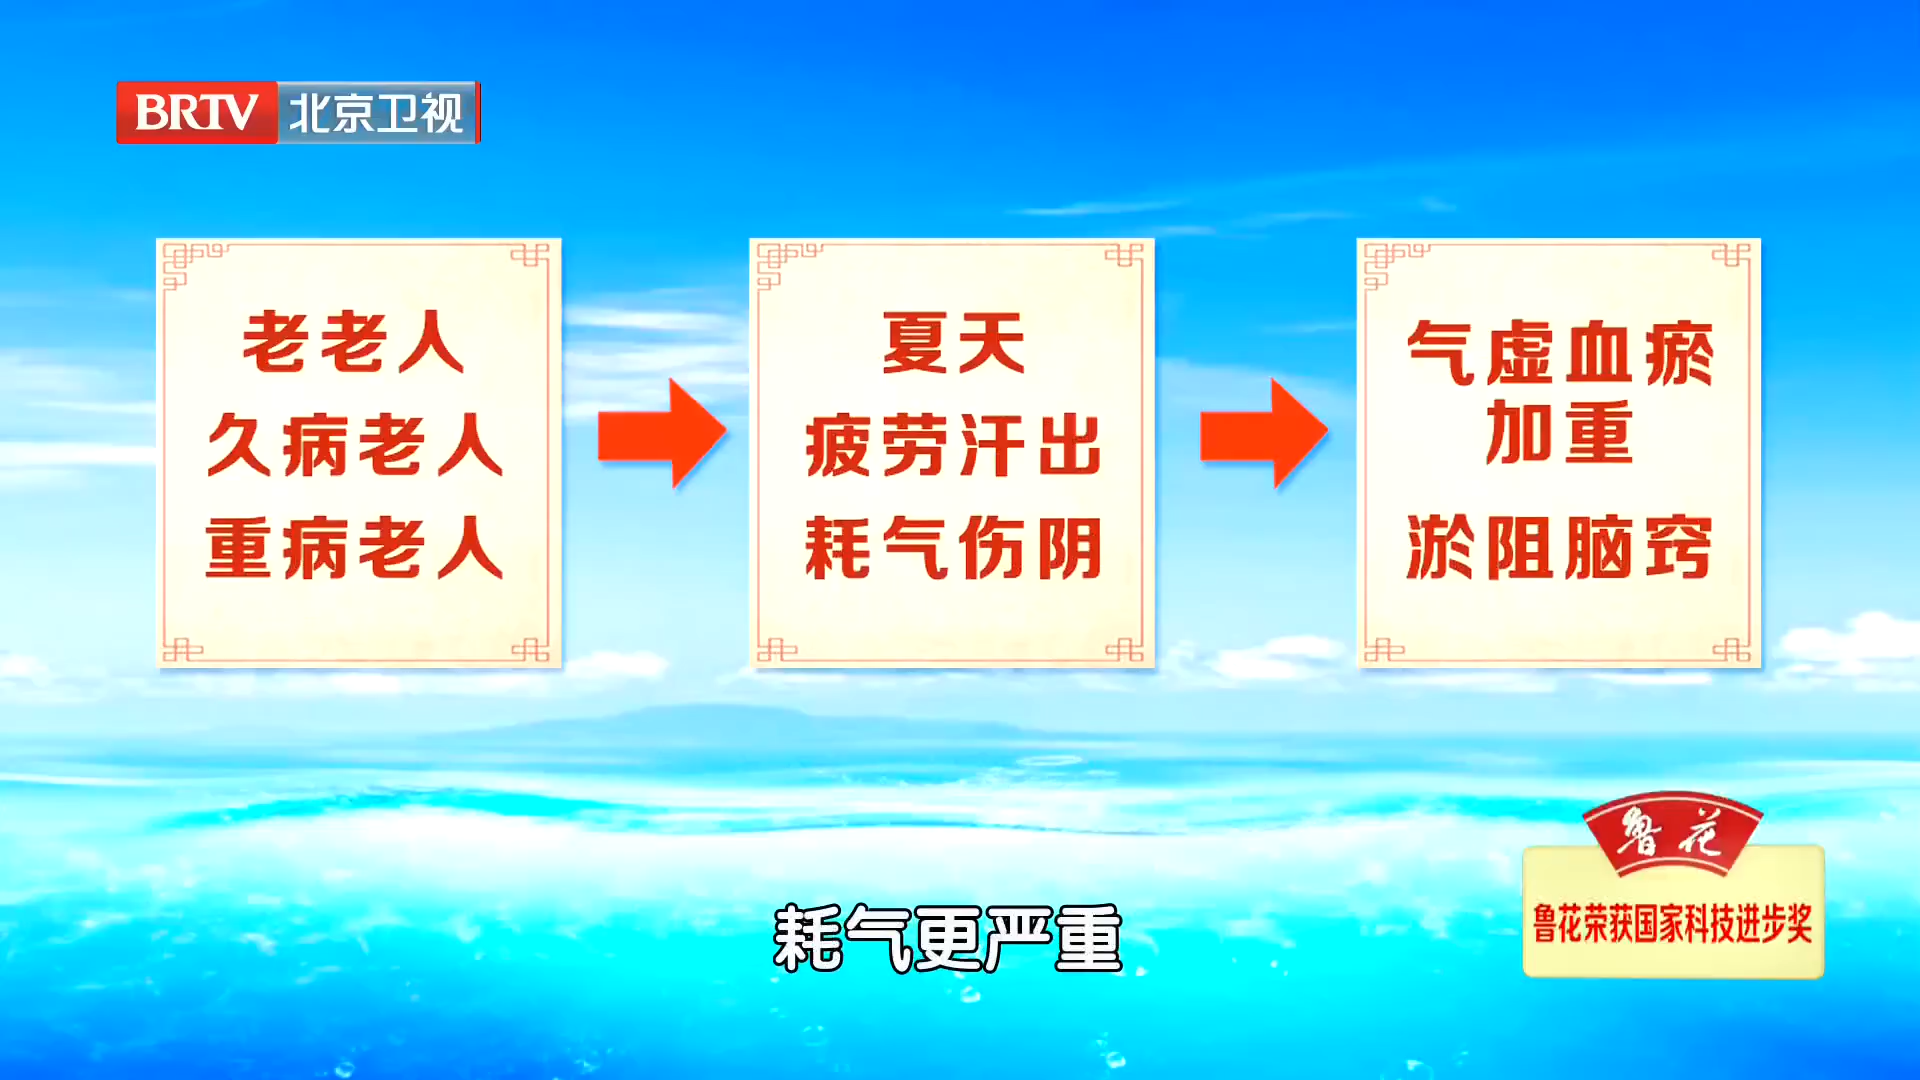 BRTV 北京卫视
老老人
久病老人
重病老人
夏天
疲劳汗出
耗气伤阴
气虚血瘀
加重
淤阻脑窍
鲁花
鲁花荣获国家科技进步奖
耗气更严重